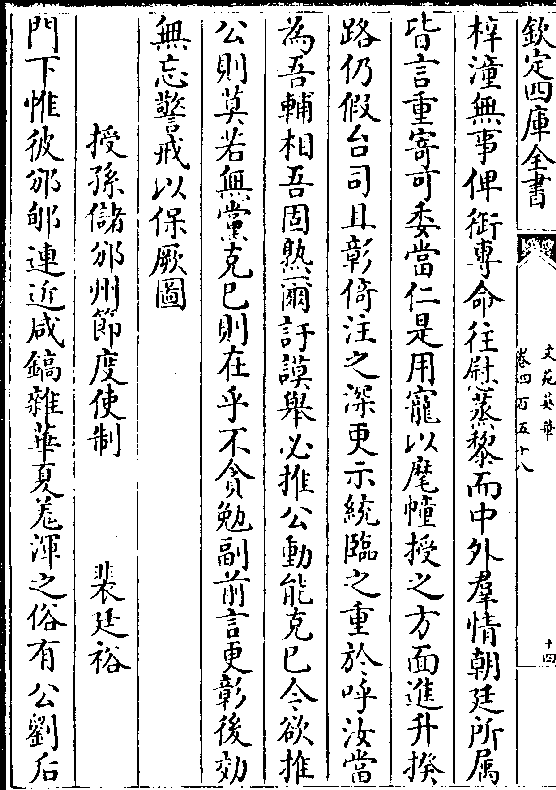 欽定四庫全書
文苑英華
卷四百五十八
十四
梓潼無事俾銜專命往慰蒸黎而中外羣情朝廷所属
皆言重寄可委當仁是用寵以麾幢授之方面進升揆
路仍假台司且彰倚注之深更示統臨之重於呼汝當
為吾輔相吾固熟爾訏謨舉必推公動能克已今欲推
公則莫若無黨克已則在乎不貪勉副前言更彰後効
無忘警戒以保厥圖
授孫儲邠州節度使制　裴廷裕
門下惟彼邠郇連近咸鎬雜華夏羌渾之俗有公劉后